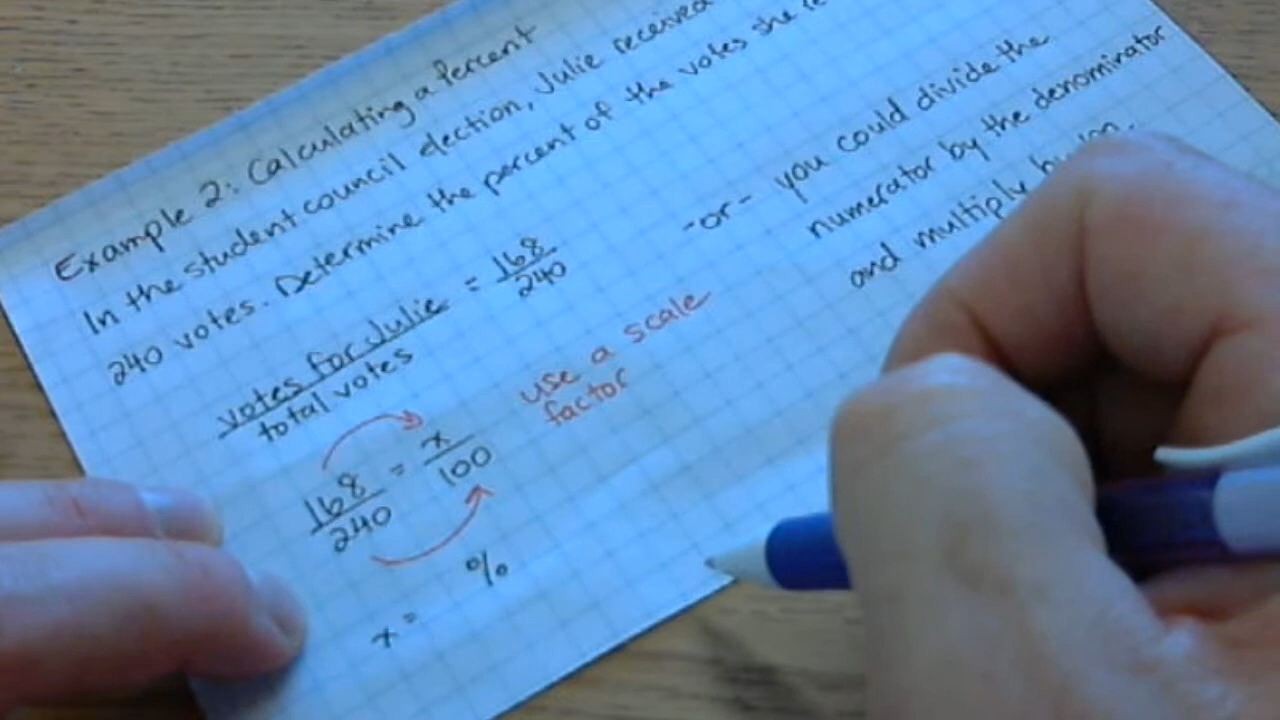 Example 2: Calculating a Percent
In the student council election, Julie received
240 votes. Determine the percent of the votes she
votes for Julie = 168
total votes 240
-or- you could divide the
numerator by the denominator
and multiply by
168 = x
240 100
use a scale
factor
x = %